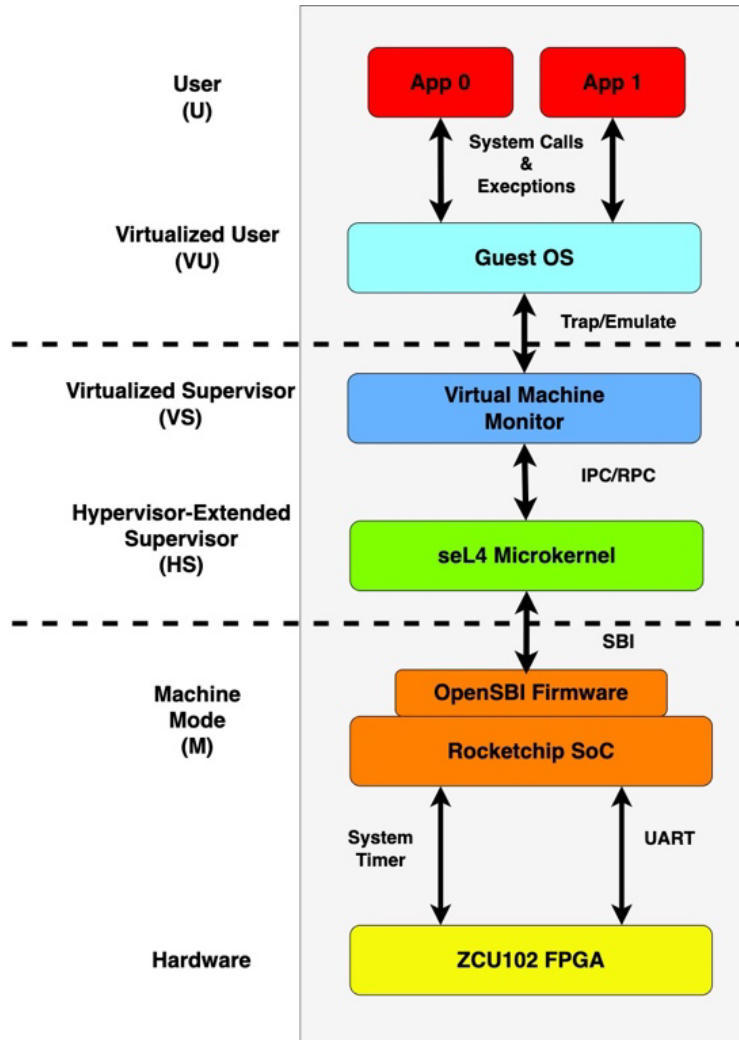 User
(U)
App 0
App 1
System Calls
&
Execptions
Virtualized User
(VU)
Guest OS
Trap/Emulate
Virtualized Supervisor
(VS)
Virtual Machine
Monitor
IPC/RPC
Hypervisor-Extended
Supervisor
(HS)
seL4 Microkernel
SBI
Machine
Mode
(M)
OpenSBI Firmware
Rocketchip SoC
System
Timer
UART
Hardware
ZCU102 FPGA